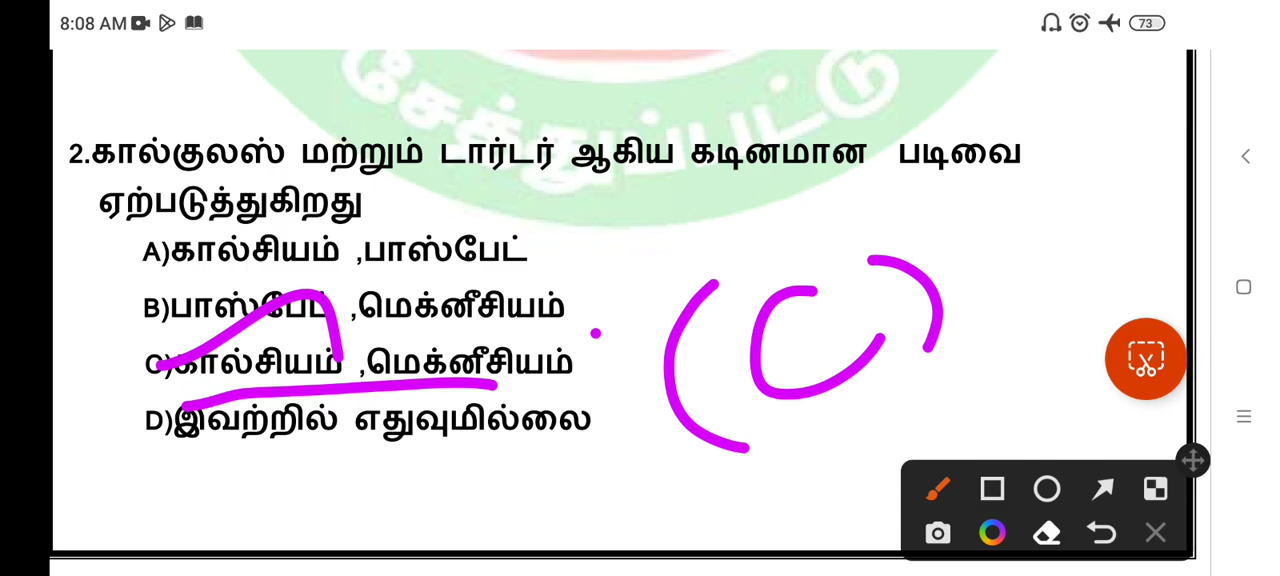 8:08 AM
73
சேத்துப்பட்டு
2.கால்குலஸ் மற்றும் டார்டர் ஆகிய கடினமான படிவை
ஏற்படுத்துகிறது
A)கால்சியம் ,பாஸ்பேட்
B)பாஸ்பேட் ,மெக்னீசியம்
C)கால்சியம் ,மெக்னீசியம்
(C)
D)இவற்றில் எதுவுமில்லை